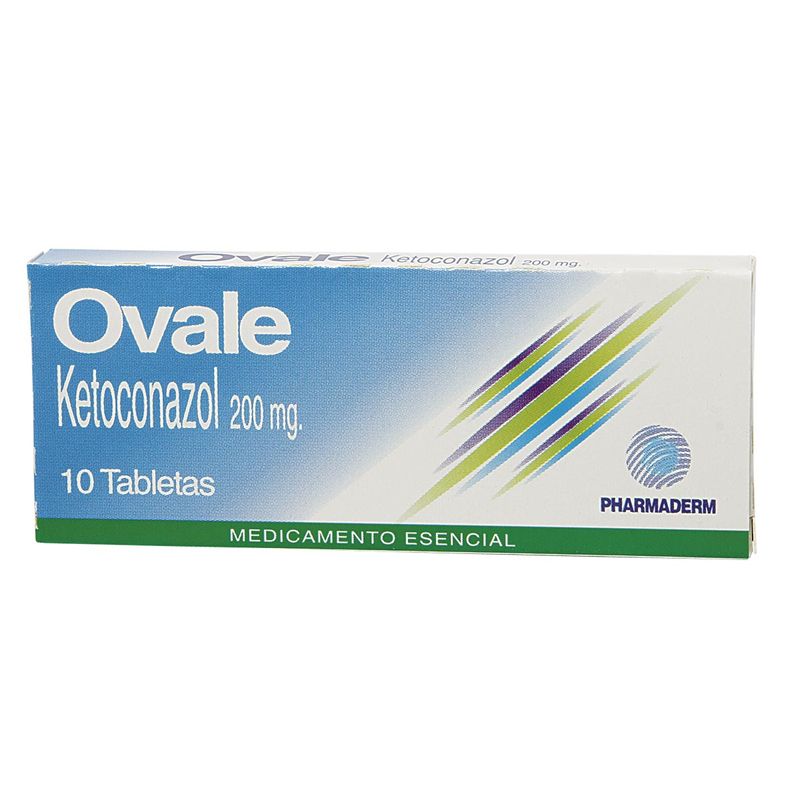 Ovale Ketoconazol 200 mg.
Ovale
Ketoconazol 200 mg.
10 Tabletas
PHARMADERM
MEDICAMENTO ESENCIAL